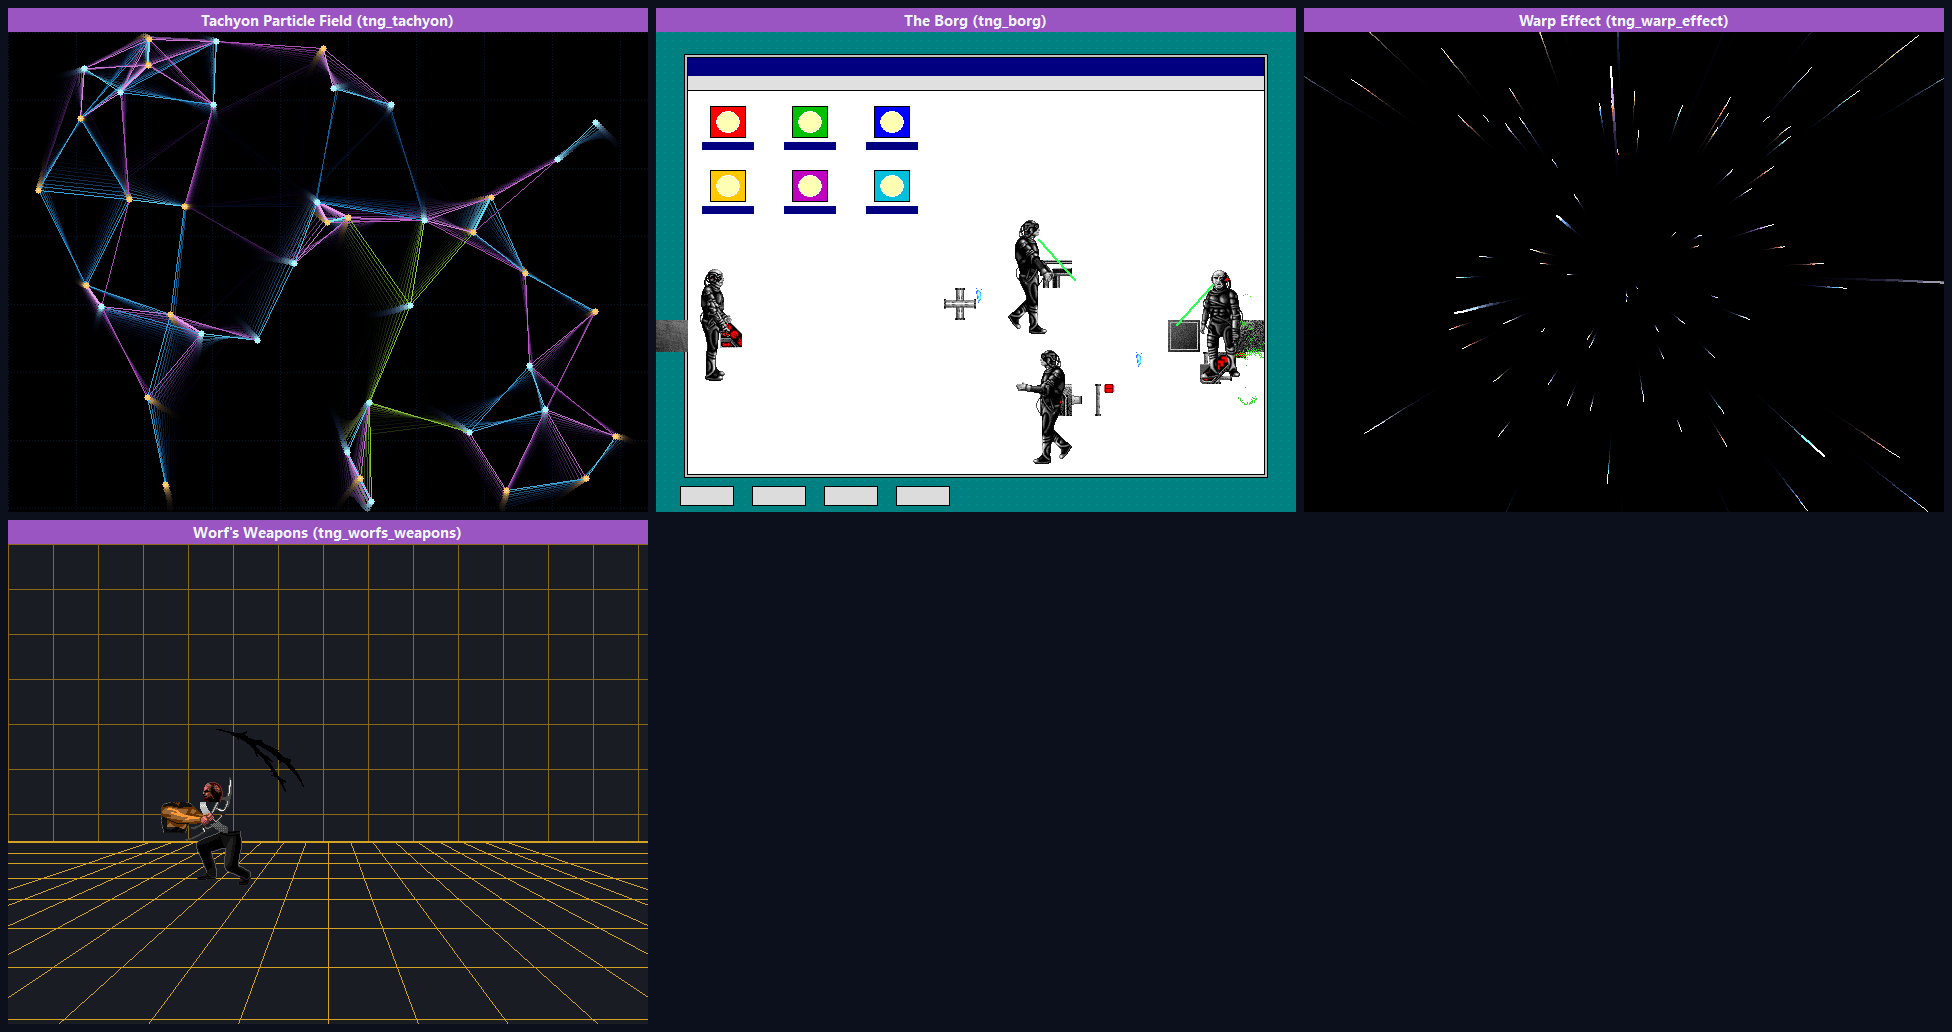 Tachyon Particle Field (tng_tachyon)
The Borg (tng_borg)
Warp Effect (tng_warp_effect)
Worf's Weapons (tng_worfs_weapons)